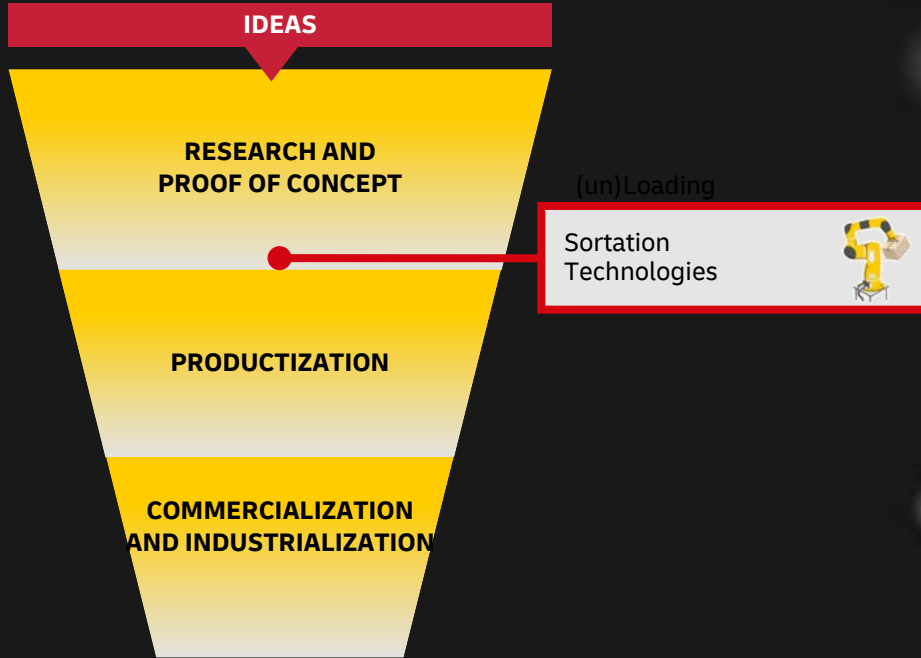 IDEAS
RESEARCH AND
PROOF OF CONCEPT
(un)Loading
Sortation
Technologies
PRODUCTIZATION
COMMERCIALIZATION
AND INDUSTRIALIZATION